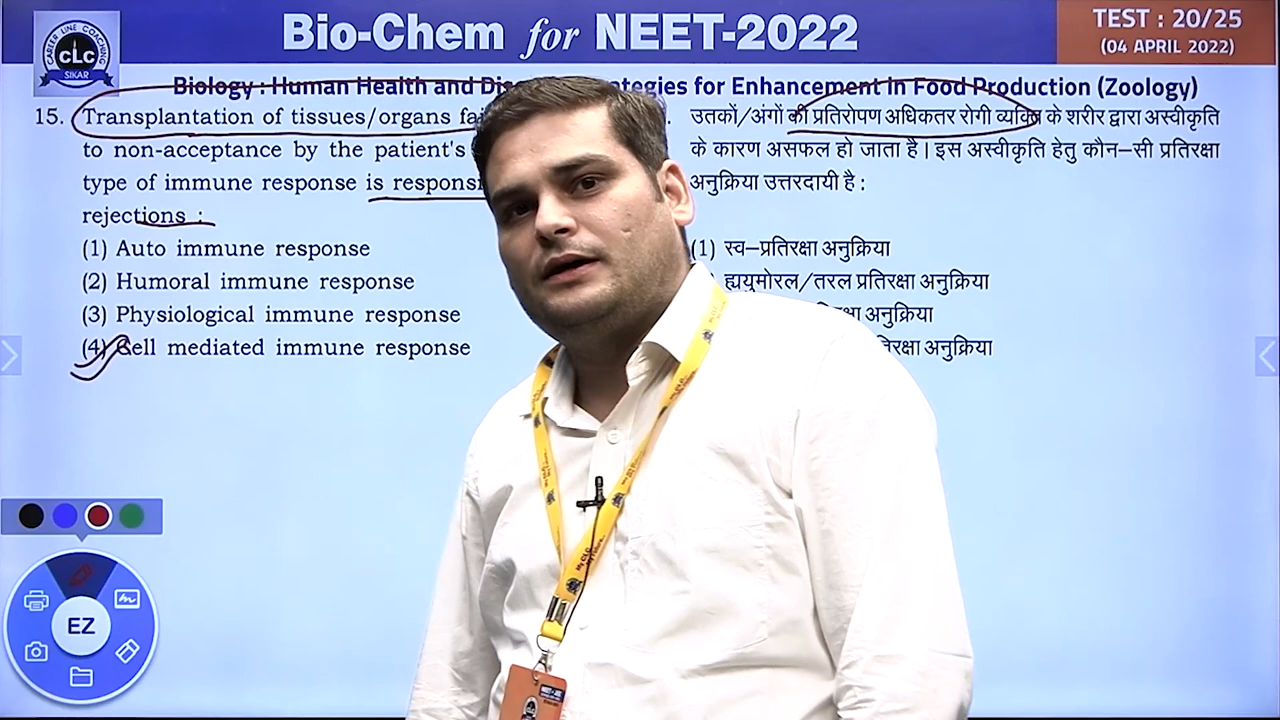 CAREER LINE COACHING
CLC
SIKAR
Bio-Chem for NEET-2022
TEST : 20/25
(04 APRIL 2022)
Biology : Human Health and Dis tegies for Enhancement in Food Production (Zoology)
15. Transplantation of tissues/organs fai
to non-acceptance by the patient's
type of immune response is responsi
rejections :
(1) Auto immune response
(2) Humoral immune response
(3) Physiological immune response
(4) Cell mediated immune response
उतकों/अंगों की प्रतिरोपण अधिकतर रोगी व्यक्ति के शरीर द्वारा अस्वीकृति
के कारण असफल हो जाता है। इस अस्वीकृति हेतु कौन–सी प्रतिरक्षा
अनुक्रिया उत्तरदायी है :
(1) स्व–प्रतिरक्षा अनुक्रिया
ह्ययुमोरल/तरल प्रतिरक्षा अनुक्रिया
क्षा अनुक्रिया
तिरक्षा अनुक्रिया
EZ